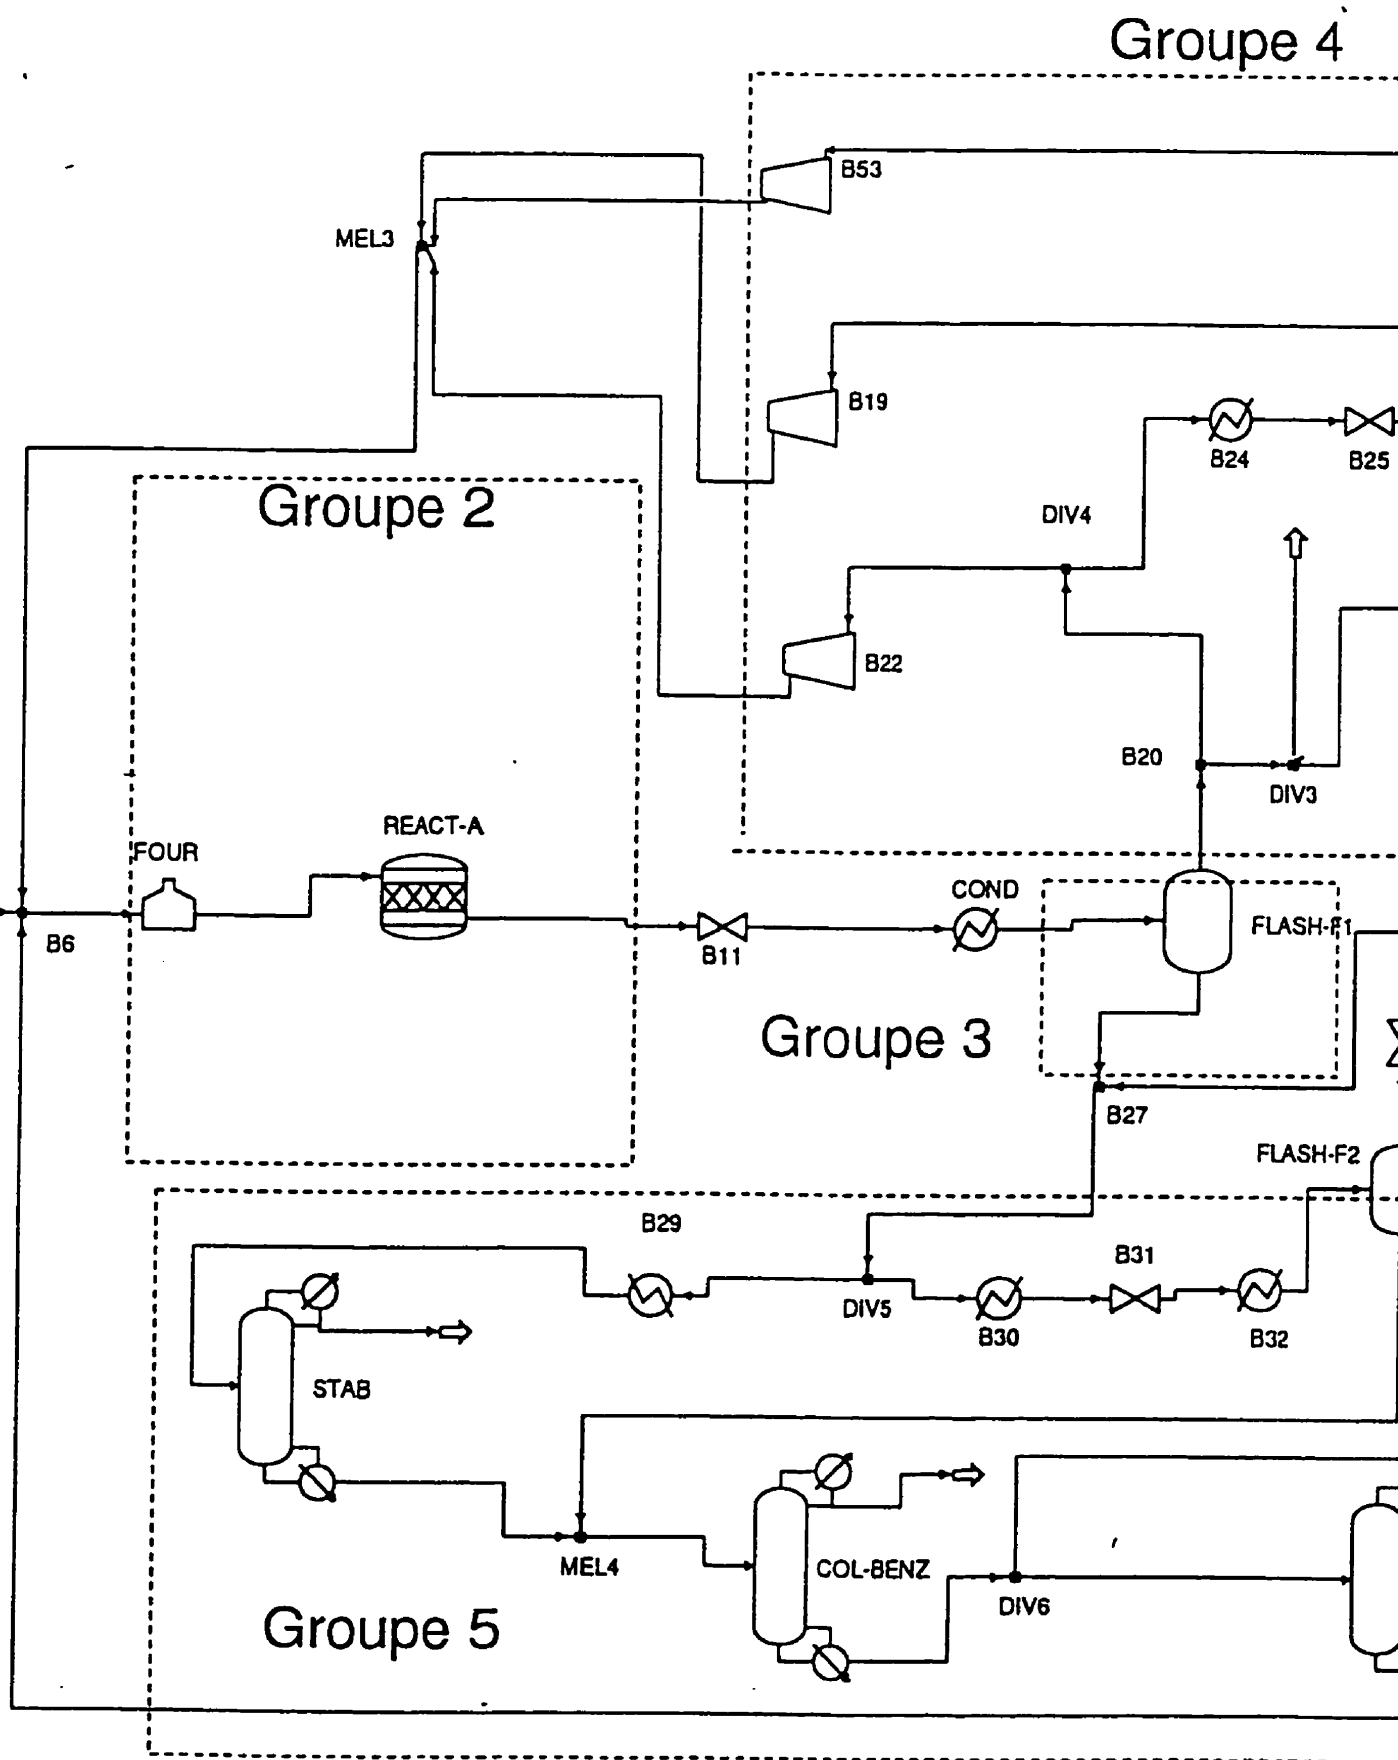 Groupe 4
B53
MEL3
B19
B24
B25
Groupe 2
DIV4
B22
B20
DIV3
REACT-A
FOUR
COND
FLASH-F1
B6
B11
Groupe 3
B27
FLASH-F2
B29
B31
DIV5
B30
B32
STAB
MEL4
COL-BENZ
DIV6
Groupe 5